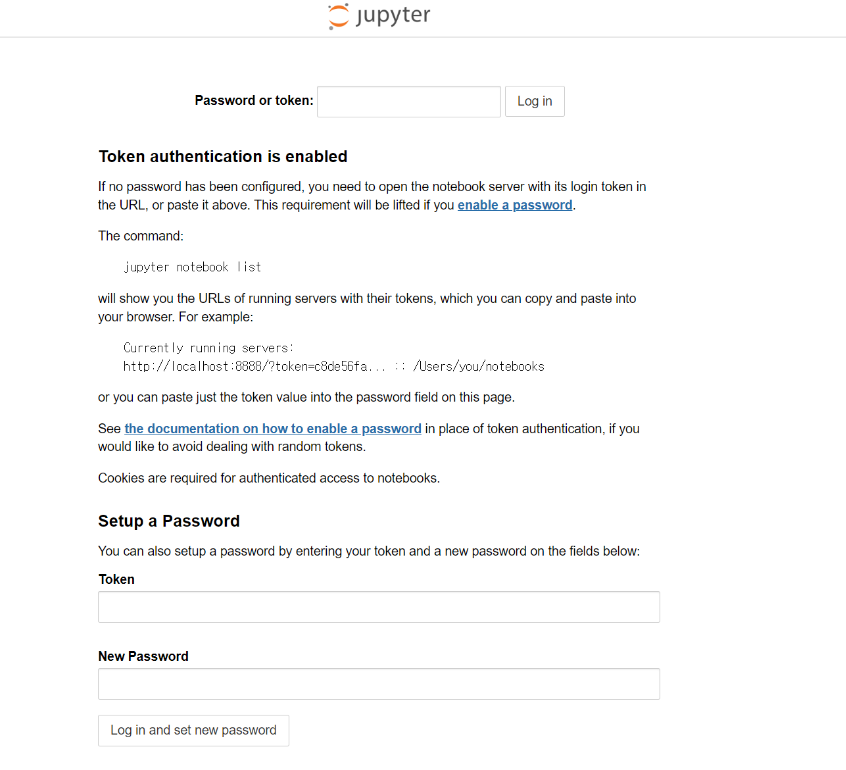 jupyter
Password or token:
Log in
Token authentication is enabled
If no password has been configured, you need to open the notebook server with its login token in
the URL, or paste it above. This requirement will be lifted if you enable a password.
The command:
jupyter notebook list
will show you the URLs of running servers with their tokens, which you can copy and paste into
your browser. For example:
Currently running servers:
http://localhost:8888/?token=c8de56fa... :: /Users/you/notebooks
or you can paste just the token value into the password field on this page.
See the documentation on how to enable a password in place of token authentication, if you
would like to avoid dealing with random tokens.
Cookies are required for authenticated access to notebooks.
Setup a Password
You can also setup a password by entering your token and a new password on the fields below:
Token
New Password
Log in and set new password